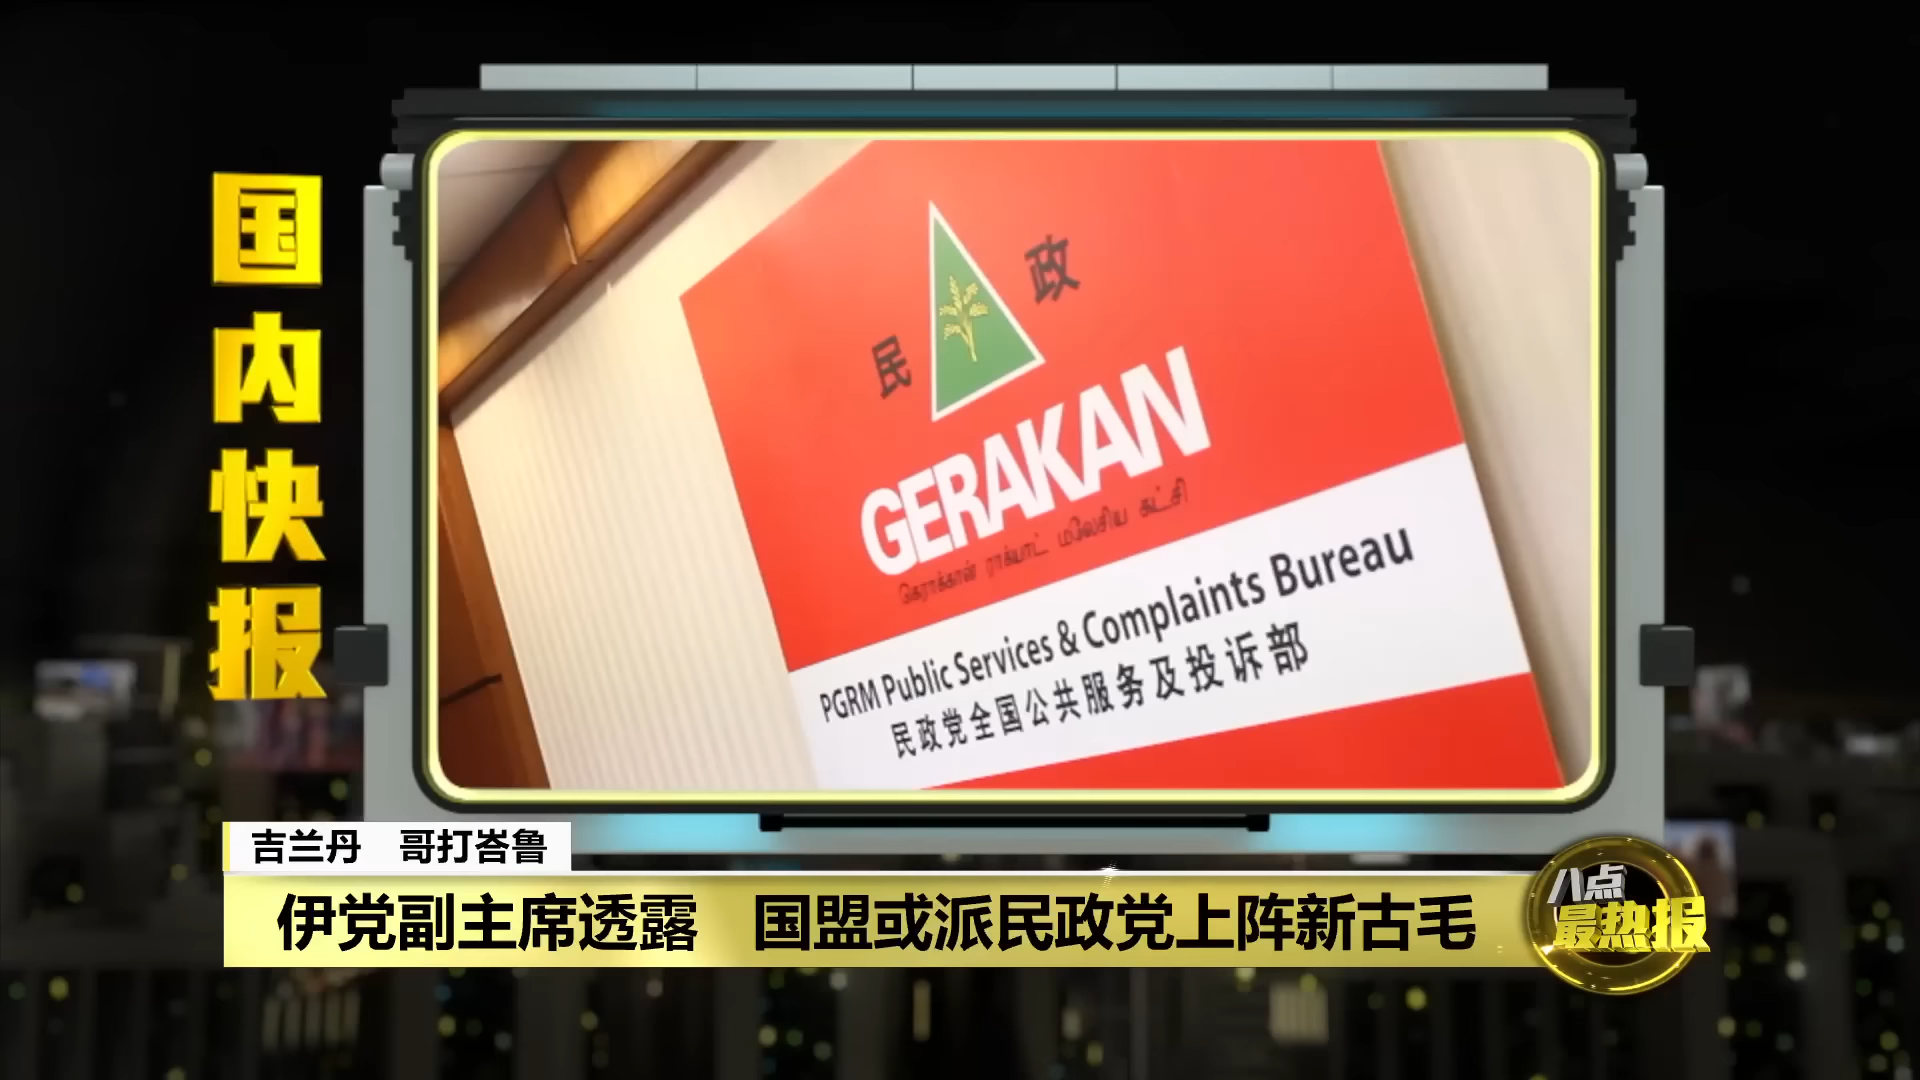 国内快报
民
政
GERAKAN
கெராக்கான் ராக்யாட் மலேசிய கட்சி
PGRM Public Services & Complaints Bureau
民政党全国公共服务及投诉部
吉兰丹 哥打峇鲁
伊党副主席透露 国盟或派民政党上阵新古毛
八点
最热报